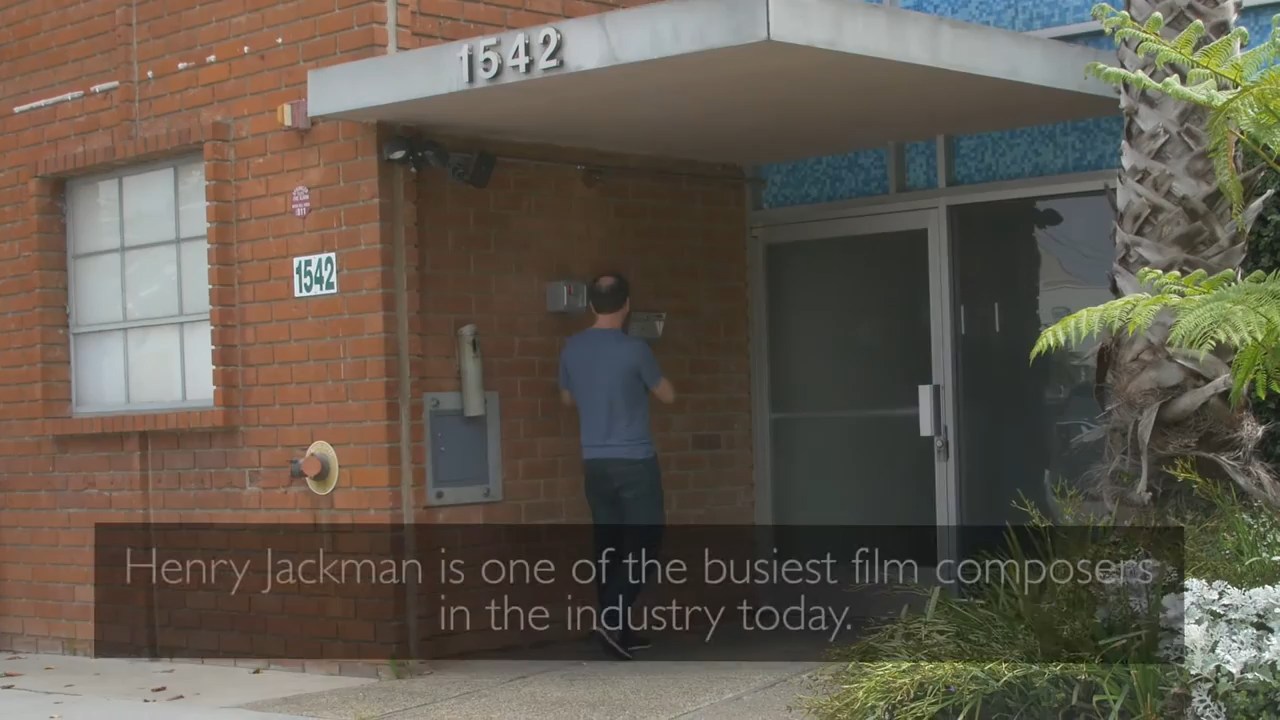 1542
1542
Henry Jackman is one of the busiest film composers
in the industry today.